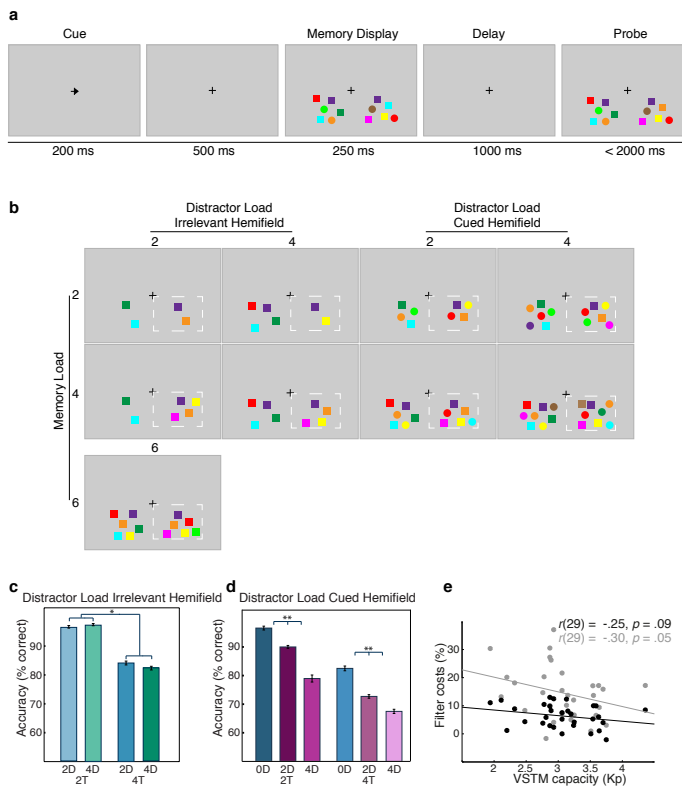 a
Cue
Memory Display
Delay
Probe
200 ms
500 ms
250 ms
1000 ms
< 2000 ms
b
Distractor Load
Irrelevant Hemifield
Distractor Load
Cued Hemifield
2
4
2
4
Memory Load
2
4
6
6
c
Distractor Load Irrelevant Hemifield
Accuracy (% correct)
90
80
70
60
*
2D 4D
2T
2D 4D
4T
d
Distractor Load Cued Hemifield
Accuracy (% correct)
90
80
70
60
**
**
0D 2D 4D
2T
0D 2D 4D
4T
e
r(29) = -.25, p = .09
r(29) = -.30, p = .05
Filter costs (%)
30
20
10
0
1.5 2 2.5 3 3.5 4
VSTM capacity (Kp)